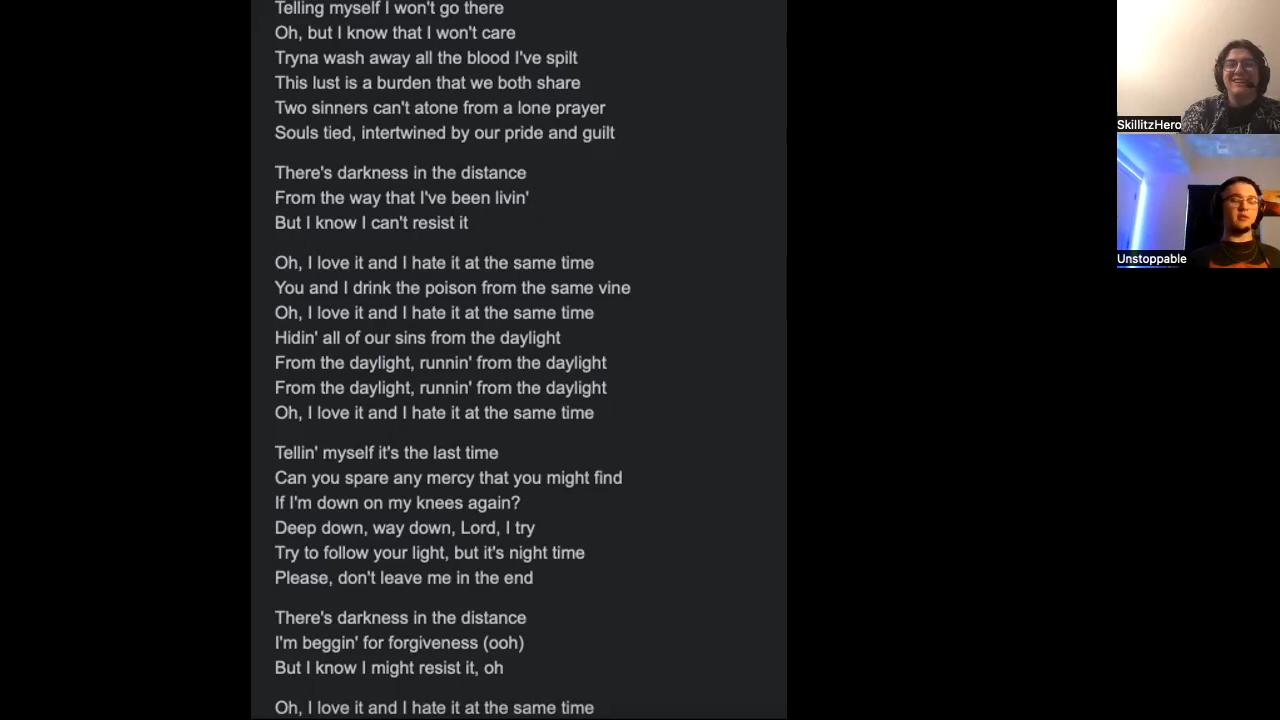 Telling myself I won't go there
Oh, but I know that I won't care
Tryna wash away all the blood I've spilt
This lust is a burden that we both share
Two sinners can't atone from a lone prayer
Souls tied, intertwined by our pride and guilt
There's darkness in the distance
From the way that I've been livin'
But I know I can't resist it
Oh, I love it and I hate it at the same time
You and I drink the poison from the same vine
Oh, I love it and I hate it at the same time
Hidin' all of our sins from the daylight
From the daylight, runnin' from the daylight
From the daylight, runnin' from the daylight
Oh, I love it and I hate it at the same time
Tellin' myself it's the last time
Can you spare any mercy that you might find
If I'm down on my knees again?
Deep down, way down, Lord, I try
Try to follow your light, but it's night time
Please, don't leave me in the end
There's darkness in the distance
I'm beggin' for forgiveness (ooh)
But I know I might resist it, oh
Oh, I love it and I hate it at the same time
SkillitzHero
Unstoppable